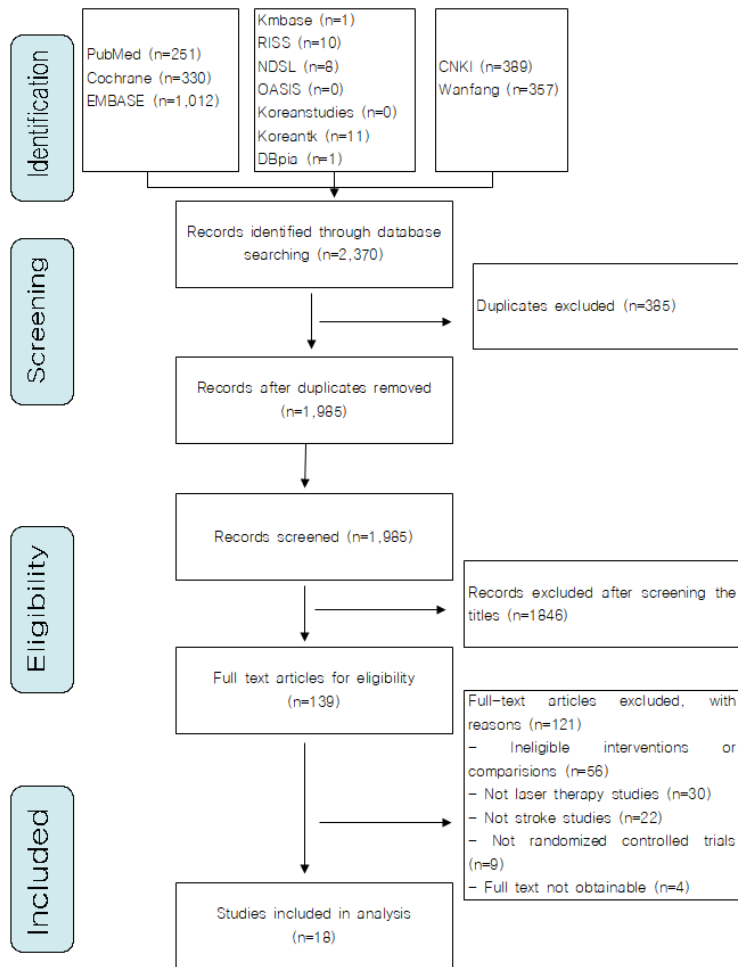 Identification
PubMed (n=251)
Cochrane (n=330)
EMBASE (n=1,012)
Kmbase (n=1)
RISS (n=10)
NDSL (n=8)
OASIS (n=0)
Koreanstudies (n=0)
Koreantk (n=11)
DBpia (n=1)
CNKI (n=389)
Wanfang (n=357)
Records identified through database
searching (n=2,370)
Screening
Duplicates excluded (n=385)
Records after duplicates removed
(n=1,985)
Eligibility
Records screened (n=1,985)
Records excluded after screening the
titles (n=1846)
Full text articles for eligibility
(n=139)
Full-text articles excluded, with
reasons (n=121)
- Ineligible interventions or
comparisions (n=56)
- Not laser therapy studies (n=30)
- Not stroke studies (n=22)
- Not randomized controlled trials
(n=9)
- Full text not obtainable (n=4)
Included
Studies included in analysis
(n=18)